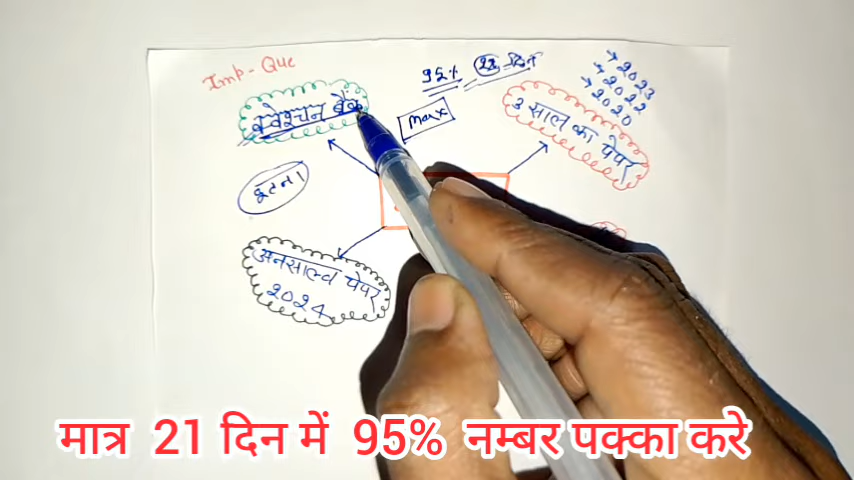 Imp - Que
95%
21 दिन
→ 2023
→ 2022
→ 2020
क्वेश्चन बैंक
Max
3 साल का पेपर
अनसाल्व पेपर
2024
मात्र 21 दिन में 95% नम्बर पक्का करे